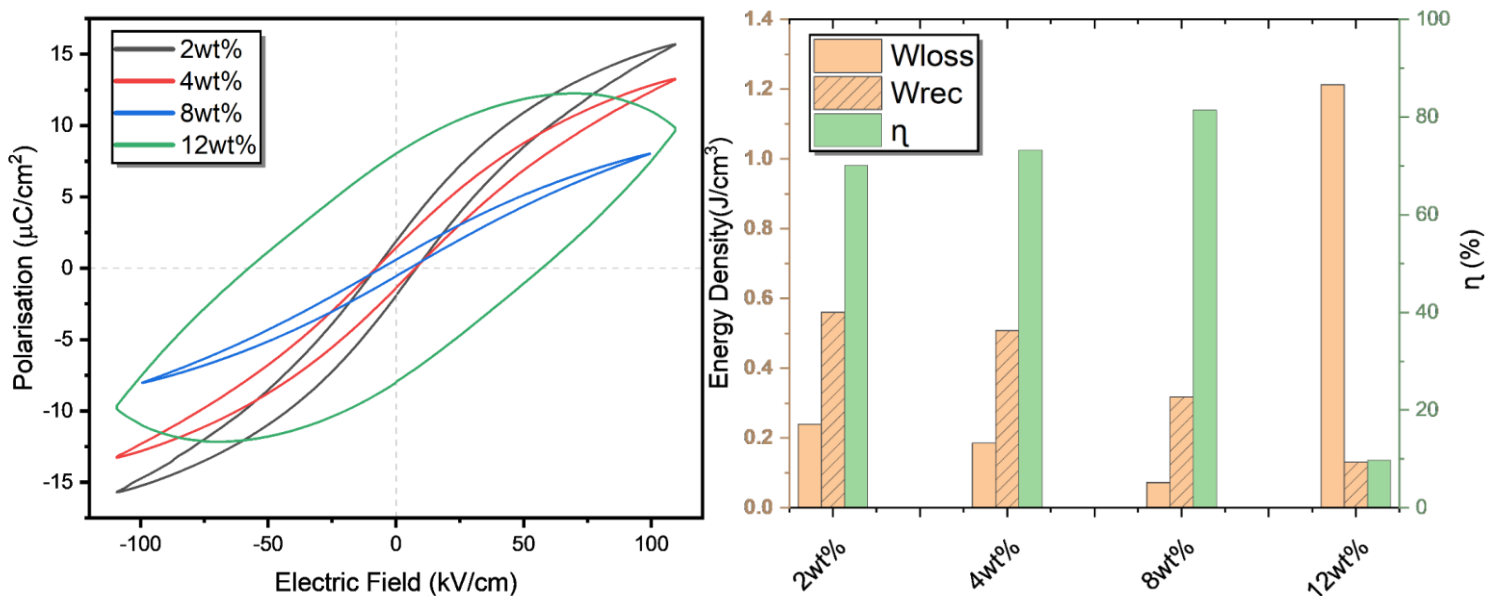 2wt%
4wt%
8wt%
12wt%
15
10
5
0
-5
-10
-15
Polarisation (μC/cm²)
-100
-50
0
50
100
Electric Field (kV/cm)
Wloss
Wrec
η
1.4
1.2
1.0
0.8
0.6
0.4
0.2
0.0
Energy Density(J/cm³)
100
80
60
40
20
0
η (%)
2wt%
4wt%
8wt%
12wt%